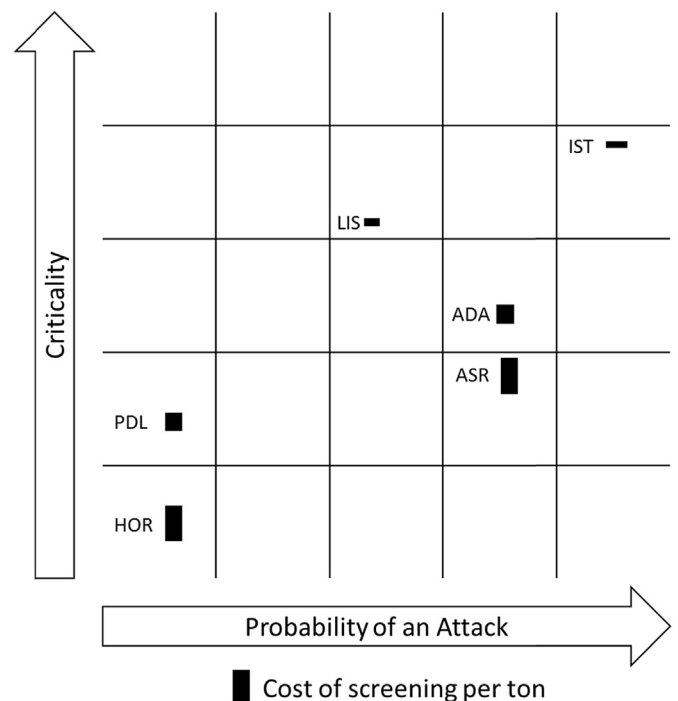 Criticality
IST
LIS
ADA
ASR
PDL
HOR
Probability of an Attack
Cost of screening per ton